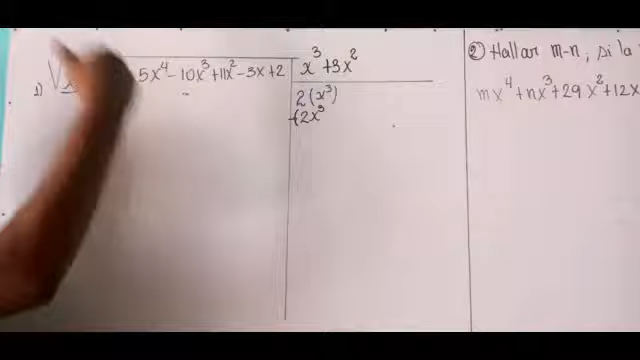 1) √ 5x⁴ - 10x³ + 11x² - 3x + 2
x³ + 3x²
2(x³)
2x³
② Hallar m-n; si la
mx⁴ + nx³ + 29x² + 12x